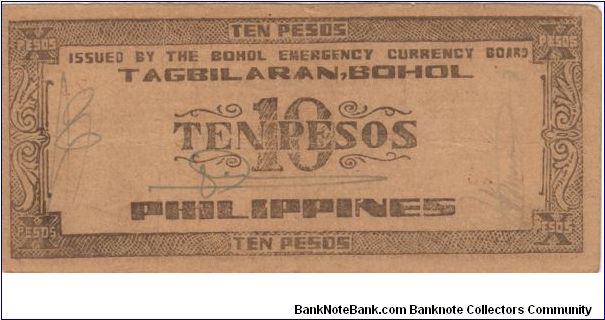 TEN PESOS
X PESOS X PESOS
ISSUED BY THE BOHOL EMERGENCY CURRENCY BOARD
TAGBILARAN, BOHOL
10
TEN PESOS
PHILIPPINES
X PESOS X PESOS
TEN PESOS
BankNoteBank.com Banknote Collectors Community